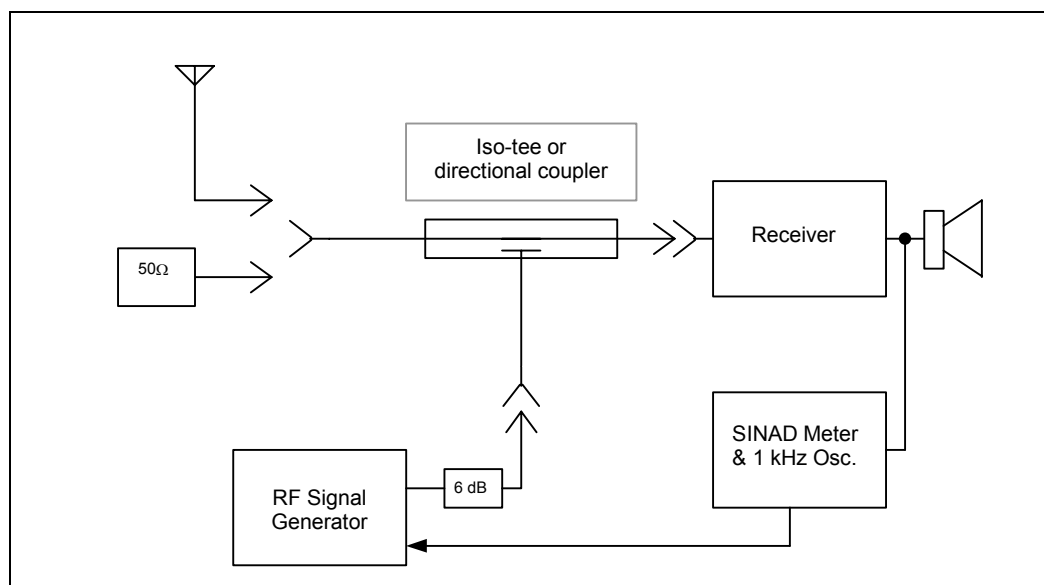 Iso-tee or
directional coupler
Receiver
50Ω
SINAD Meter
& 1 kHz Osc.
6 dB
RF Signal
Generator